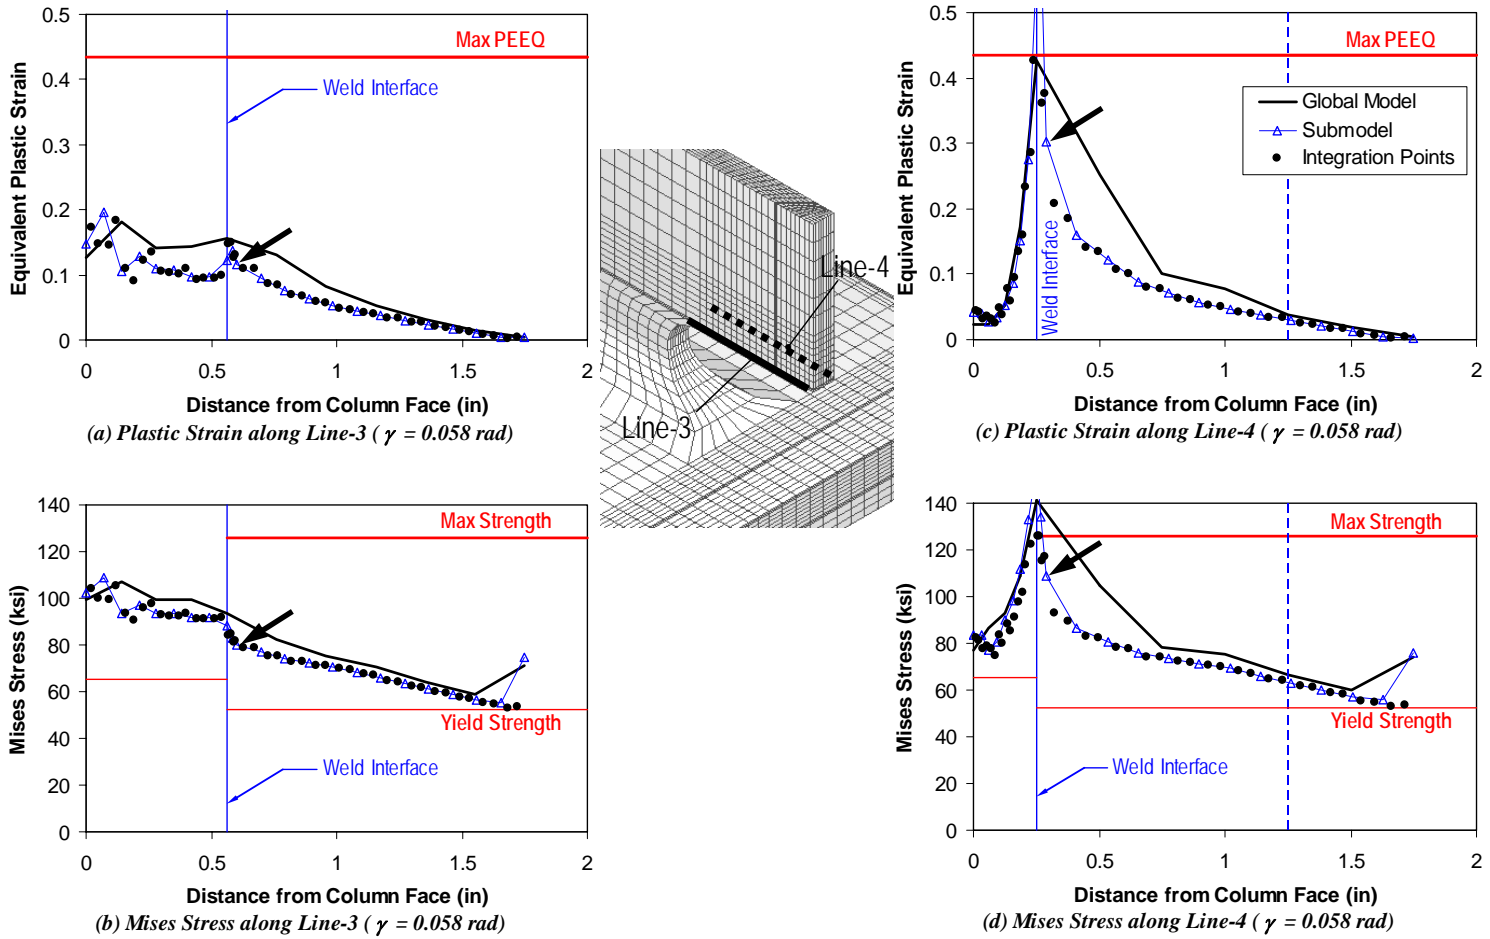 0.5
0.4
0.3
0.2
0.1
0
0 0.5 1 1.5 2
Equivalent Plastic Strain
Max PEEQ
Weld Interface
Distance from Column Face (in)
(a) Plastic Strain along Line-3 ( γ = 0.058 rad)
140
120
100
80
60
40
20
0
0 0.5 1 1.5 2
Mises Stress (ksi)
Max Strength
Yield Strength
Weld Interface
Distance from Column Face (in)
(b) Mises Stress along Line-3 ( γ = 0.058 rad)
Line-4
Line-3
0.5
0.4
0.3
0.2
0.1
0
0 0.5 1 1.5 2
Equivalent Plastic Strain
Max PEEQ
Global Model
Submodel
Integration Points
Weld Interface
Distance from Column Face (in)
(c) Plastic Strain along Line-4 ( γ = 0.058 rad)
140
120
100
80
60
40
20
0
0 0.5 1 1.5 2
Mises Stress (ksi)
Max Strength
Yield Strength
Weld Interface
Distance from Column Face (in)
(d) Mises Stress along Line-4 ( γ = 0.058 rad)